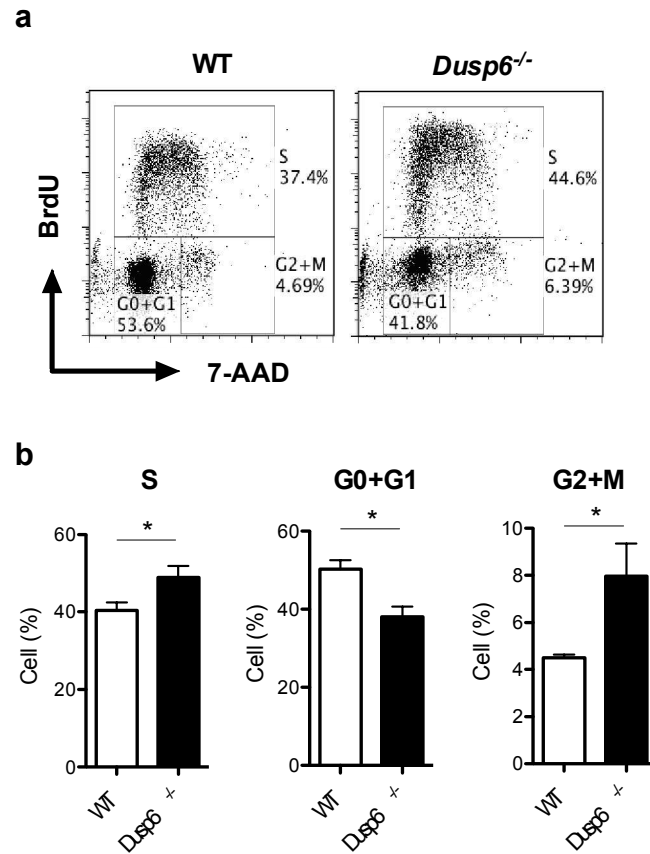 a
WT
Dusp6-/-
BrdU
S
37.4%
G2+M
4.69%
G0+G1
53.6%
S
44.6%
G2+M
6.39%
G0+G1
41.8%
7-AAD
b
S
G0+G1
G2+M
Cell (%)
60
40
20
0
*
WT
Dusp6 -/-
Cell (%)
60
40
20
0
*
WT
Dusp6 -/-
Cell (%)
10
8
6
4
2
0
*
WT
Dusp6 -/-